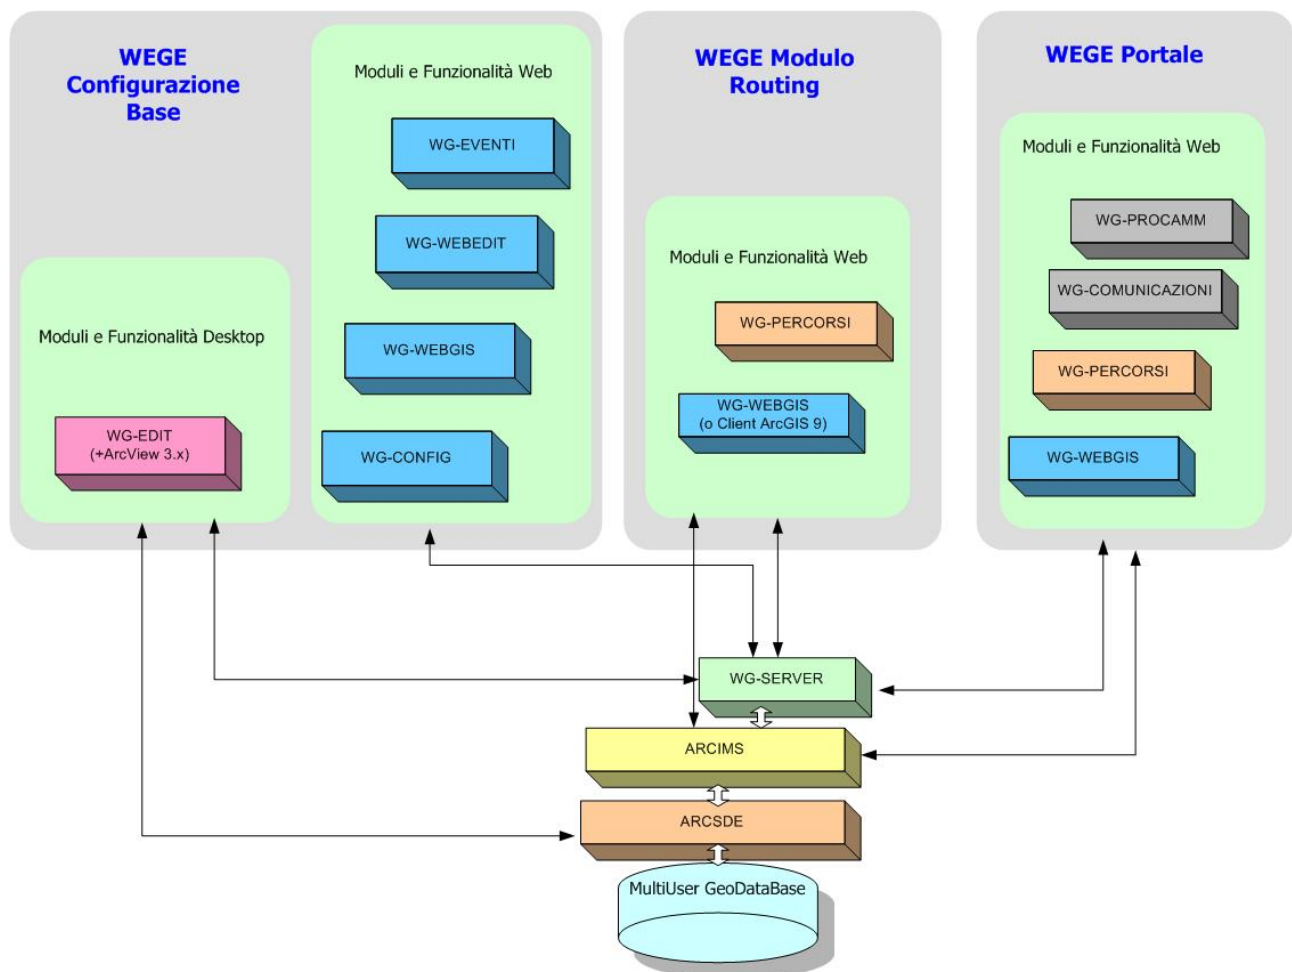 WEGE
Configurazione
Base
Moduli e Funzionalità Desktop
WG-EDIT
(+ArcView 3.x)
Moduli e Funzionalità Web
WG-EVENTI
WG-WEBEDIT
WG-WEBGIS
WG-CONFIG
WEGE Modulo
Routing
Moduli e Funzionalità Web
WG-PERCORSI
WG-WEBGIS
(o Client ArcGIS 9)
WEGE Portale
Moduli e Funzionalità Web
WG-PROCAMM
WG-COMUNICAZIONI
WG-PERCORSI
WG-WEBGIS
WG-SERVER
ARCIMS
ARCSDE
MultiUser GeoDataBase